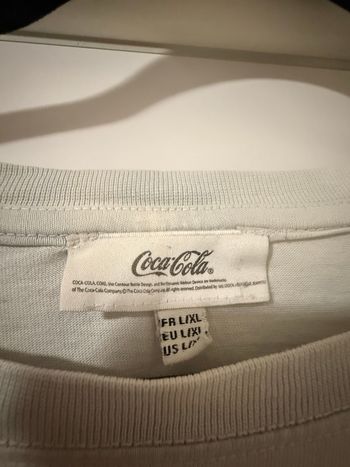 Coca-Cola®
COCA-COLA, COKE, the Contour Bottle Design, and the Dynamic Ribbon Device are trademarks
of The Coca-Cola Company © The Coca-Cola Company all rights reserved. Distributed by
FR L/XL
EU L/XL
US L/